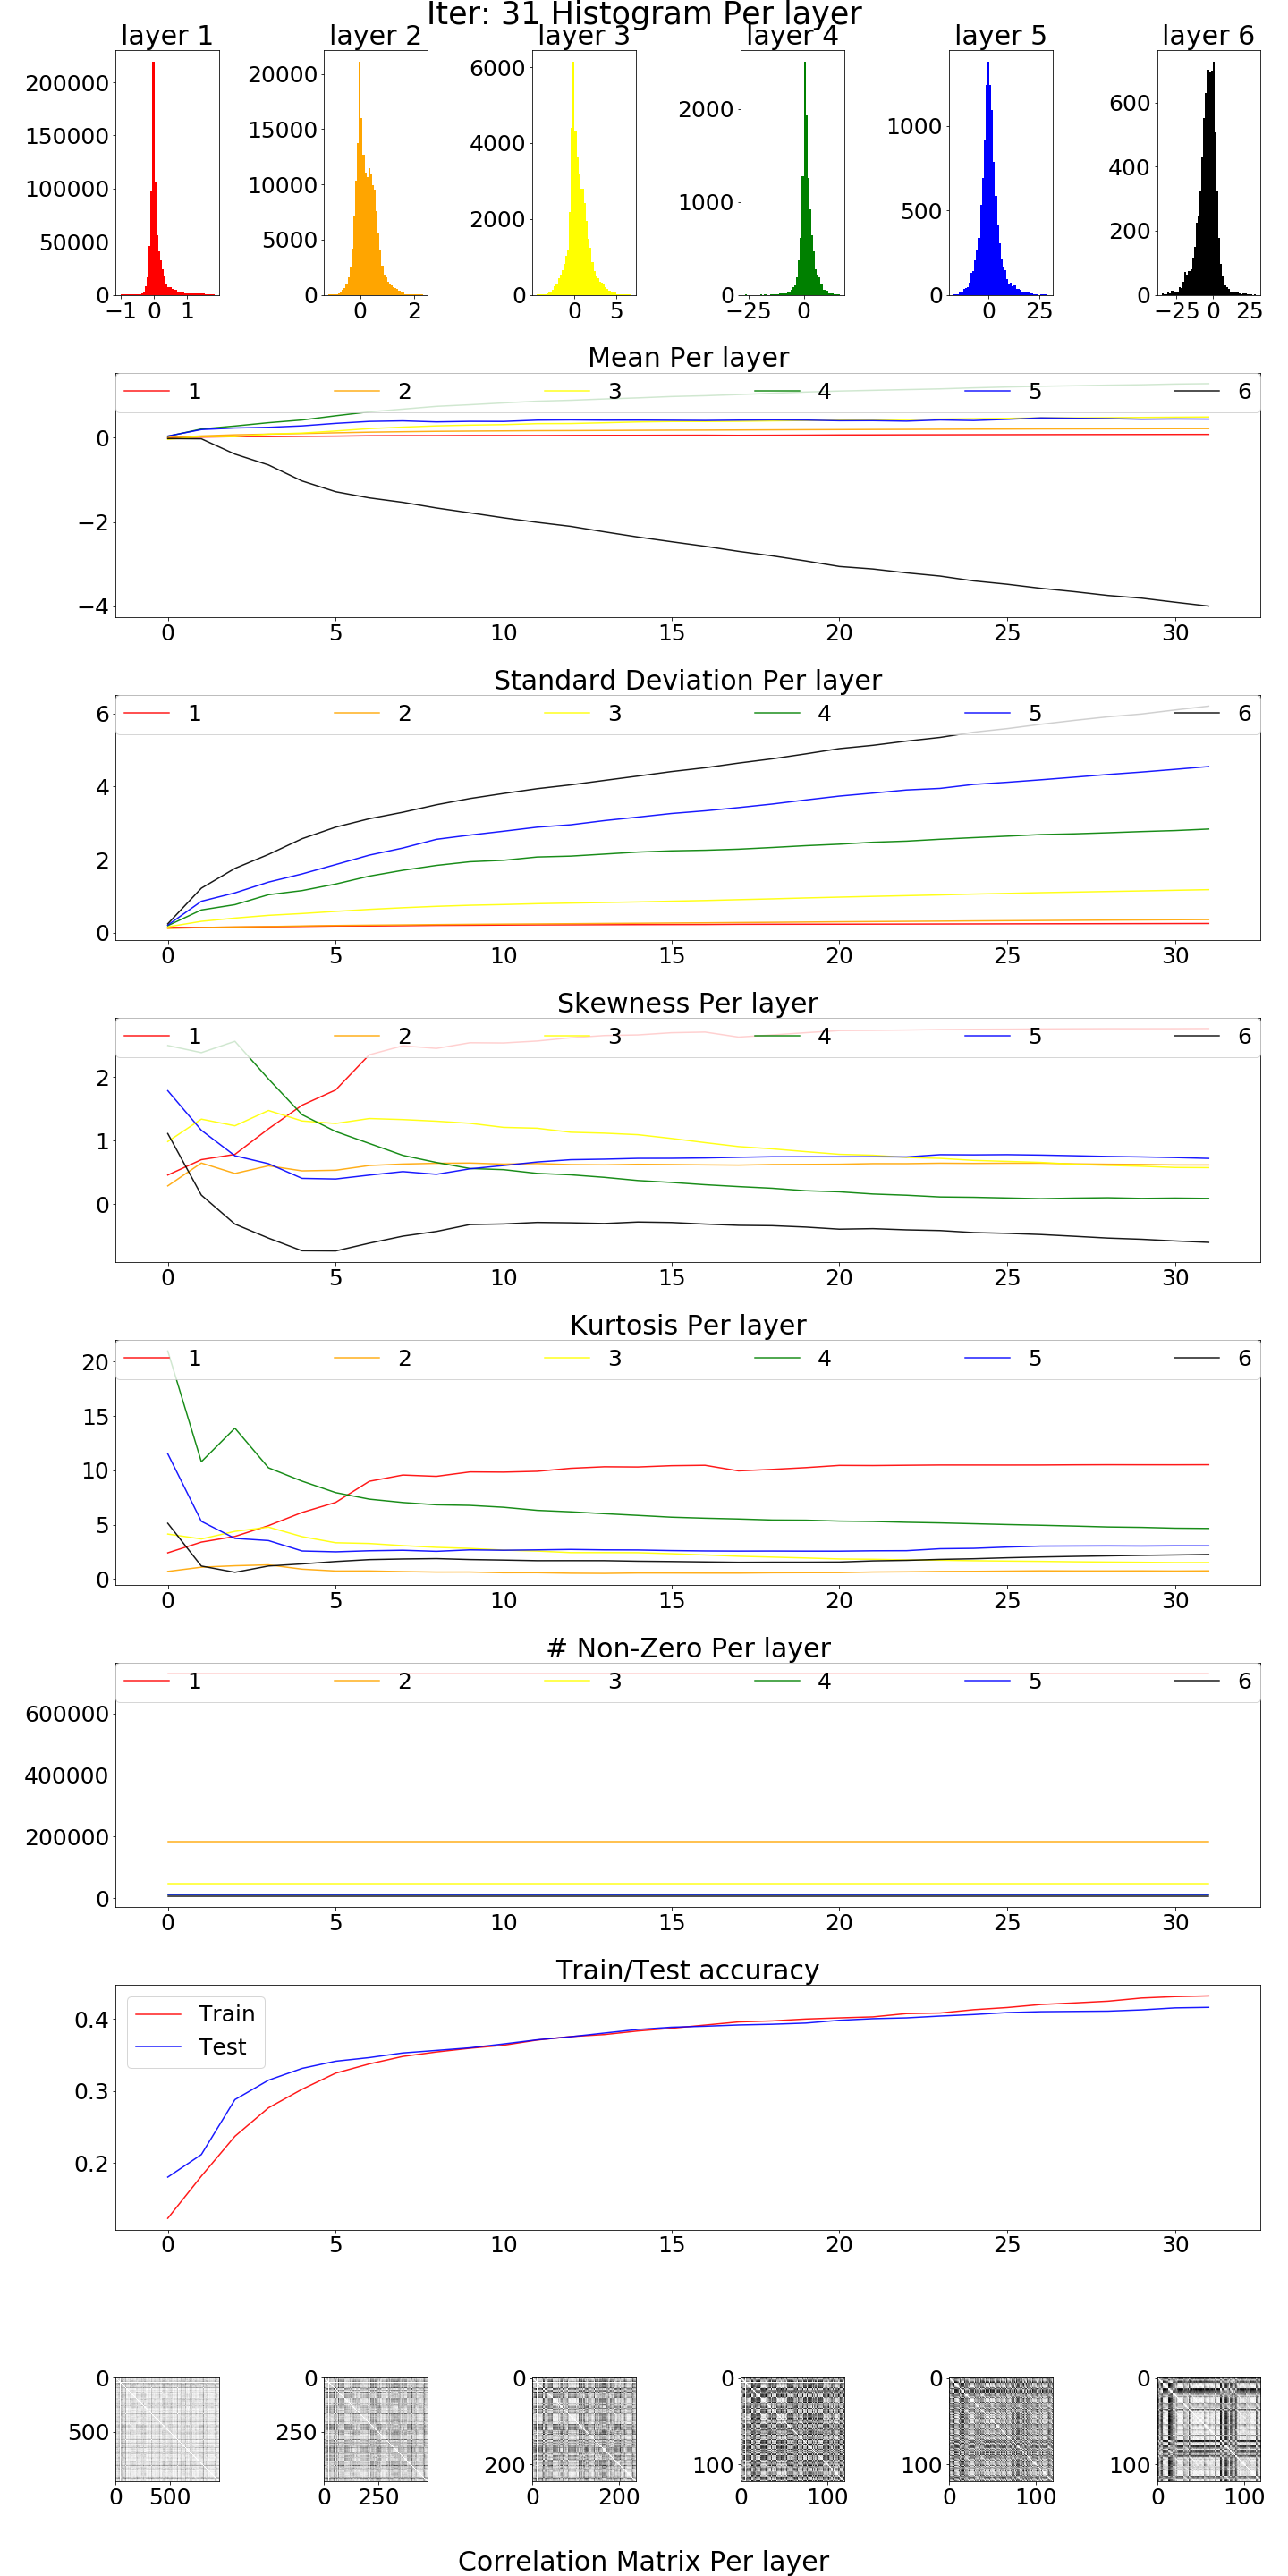 Iter: 31 Histogram Per layer
layer 1 layer 2 layer 3 layer 4 layer 5 layer 6
200000
150000
100000
50000
0
−1 0 1
20000
15000
10000
5000
0
0 2
6000
4000
2000
0
0 5
2000
1000
0
−25 0
1000
500
0
0 25
600
400
200
0
−25 0 25
Mean Per layer
1 2 3 4 5 6
0
−2
−4
0 5 10 15 20 25 30
Standard Deviation Per layer
1 2 3 4 5 6
6
4
2
0
0 5 10 15 20 25 30
Skewness Per layer
1 2 3 4 5 6
2
1
0
0 5 10 15 20 25 30
Kurtosis Per layer
1 2 3 4 5 6
20
15
10
5
0
0 5 10 15 20 25 30
# Non-Zero Per layer
1 2 3 4 5 6
600000
400000
200000
0
0 5 10 15 20 25 30
Train/Test accuracy
Train
Test
0.4
0.3
0.2
0 5 10 15 20 25 30
0
500
0 500
0
250
0 250
0
200
0 200
0
100
0 100
0
100
0 100
0
100
0 100
Correlation Matrix Per layer